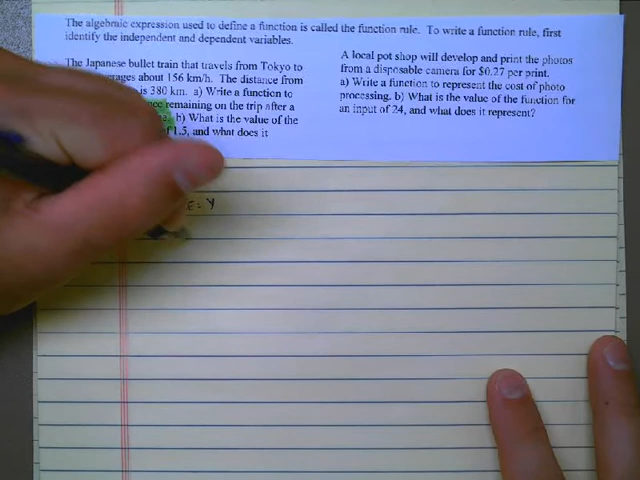 The algebraic expression used to define a function is called the function rule. To write a function rule, first
identify the independent and dependent variables.
The Japanese bullet train that travels from Tokyo to
averages about 156 km/h. The distance from
is 380 km. a) Write a function to
remaining on the trip after a
b) What is the value of the
of 1.5, and what does it
A local pot shop will develop and print the photos
from a disposable camera for $0.27 per print.
a) Write a function to represent the cost of photo
processing. b) What is the value of the function for
an input of 24, and what does it represent?
= y